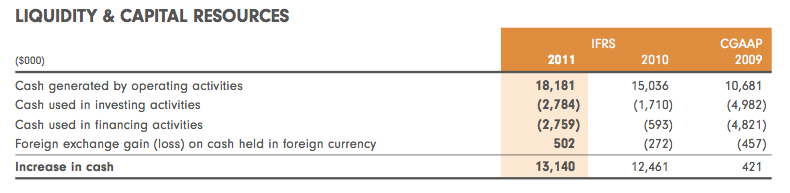 LIQUIDITY & CAPITAL RESOURCES
IFRS CGAAP
($000) 2011 2010 2009
Cash generated by operating activities 18,181 15,036 10,681
Cash used in investing activities (2,784) (1,710) (4,982)
Cash used in financing activities (2,759) (593) (4,821)
Foreign exchange gain (loss) on cash held in foreign currency 502 (272) (457)
Increase in cash 13,140 12,461 421